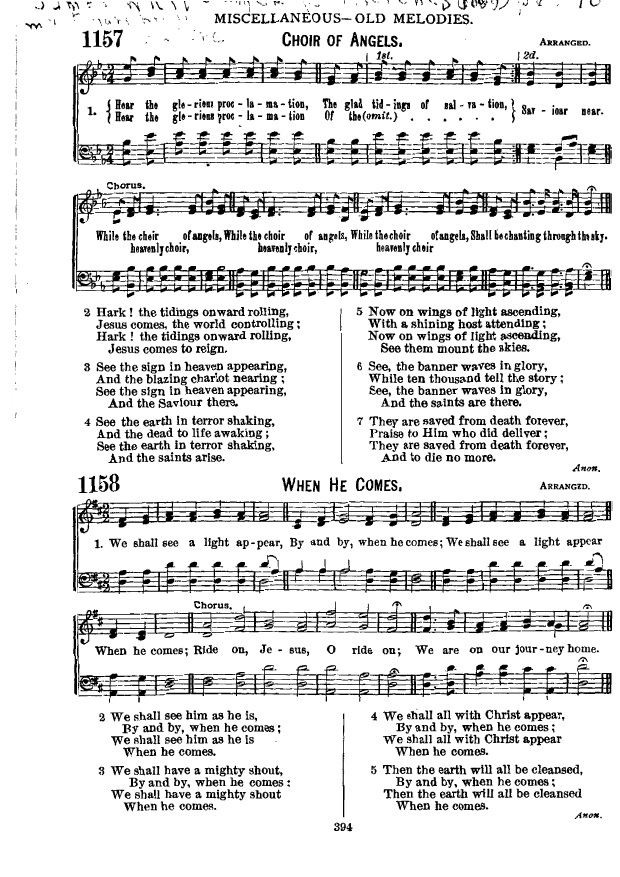 MISCELLANEOUS—OLD MELODIES.
1157 CHOIR OF ANGELS. ARRANGED.
1st. 2d.
1. { Hear the glo-rious proc-la-ma-tion, The glad tid-ings of sal-va-tion, } Sav-iour near.
{ Hear the glo-rious proc-la-ma-tion Of the (omit.) . . . . . . }
Chorus.
While the choir of angels, While the choir of angels, While the choir of angels, Shall be chanting through the sky.
heavenly choir, heavenly choir, heavenly choir
2 Hark! the tidings onward rolling,
Jesus comes, the world controlling;
Hark! the tidings onward rolling,
Jesus comes to reign.
3 See the sign in heaven appearing,
And the blazing chariot nearing;
See the sign in heaven appearing,
And the Saviour there.
4 See the earth in terror shaking,
And the dead to life awaking;
See the earth in terror shaking,
And the saints arise.
5 Now on wings of light ascending,
With a shining host attending;
Now on wings of light ascending,
See them mount the skies.
6 See, the banner waves in glory,
While ten thousand tell the story;
See, the banner waves in glory,
And the saints are there.
7 They are saved from death forever,
Praise to Him who did deliver;
They are saved from death forever,
And to die no more.
Anon.
1158 WHEN HE COMES. ARRANGED.
1. We shall see a light ap-pear, By and by, when he comes; We shall see a light appear
Chorus.
When he comes; Ride on, Je-sus, O ride on; We are on our jour-ney home.
2 We shall see him as he is,
By and by, when he comes;
We shall see him as he is
When he comes.
3 We shall have a mighty shout,
By and by, when he comes:
We shall have a mighty shout
When he comes.
4 We shall all with Christ appear,
By and by, when he comes;
We shall all with Christ appear
When he comes.
5 Then the earth will all be cleansed,
By and by, when he comes;
Then the earth will all be cleansed
When he comes.
Anon.
394